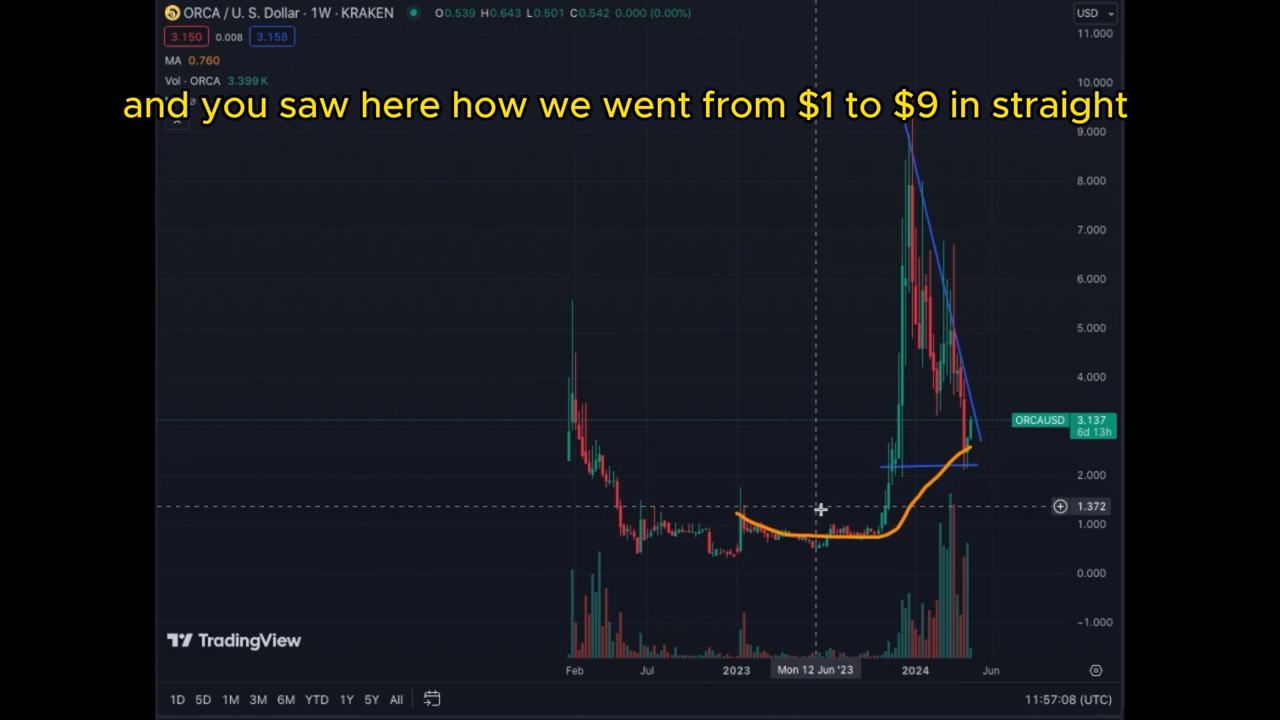 ORCA / U. S. Dollar · 1W · KRAKEN O0.539 H0.643 L0.501 C0.542 0.000 (0.00%)
USD
3.150 0.008 3.158
MA 0.760
Vol · ORCA 3.399 K
and you saw here how we went from $1 to $9 in straight
11.000
10.000
9.000
8.000
7.000
6.000
5.000
4.000
ORCAUSD 3.137
6d 13h
2.000
1.372
1.000
0.000
−1.000
TradingView
Feb Jul 2023 Mon 12 Jun '23 2024 Jun
1D 5D 1M 3M 6M YTD 1Y 5Y All 11:57:08 (UTC)